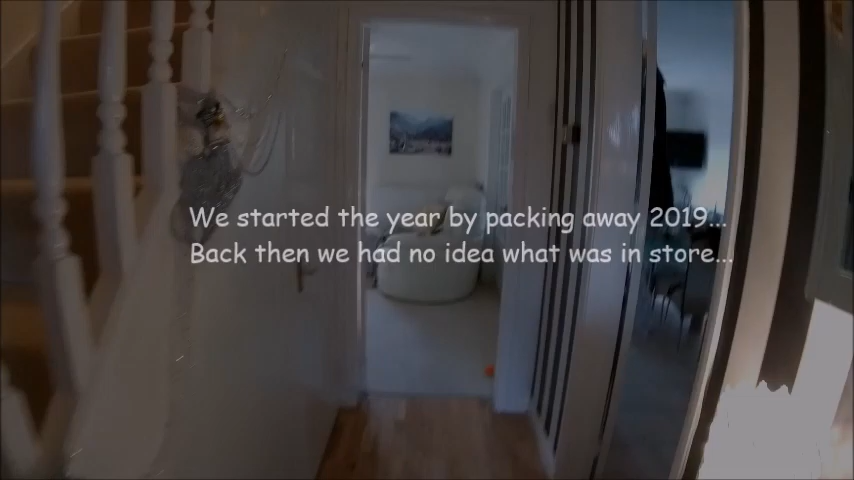 We started the year by packing away 2019...
Back then we had no idea what was in store...